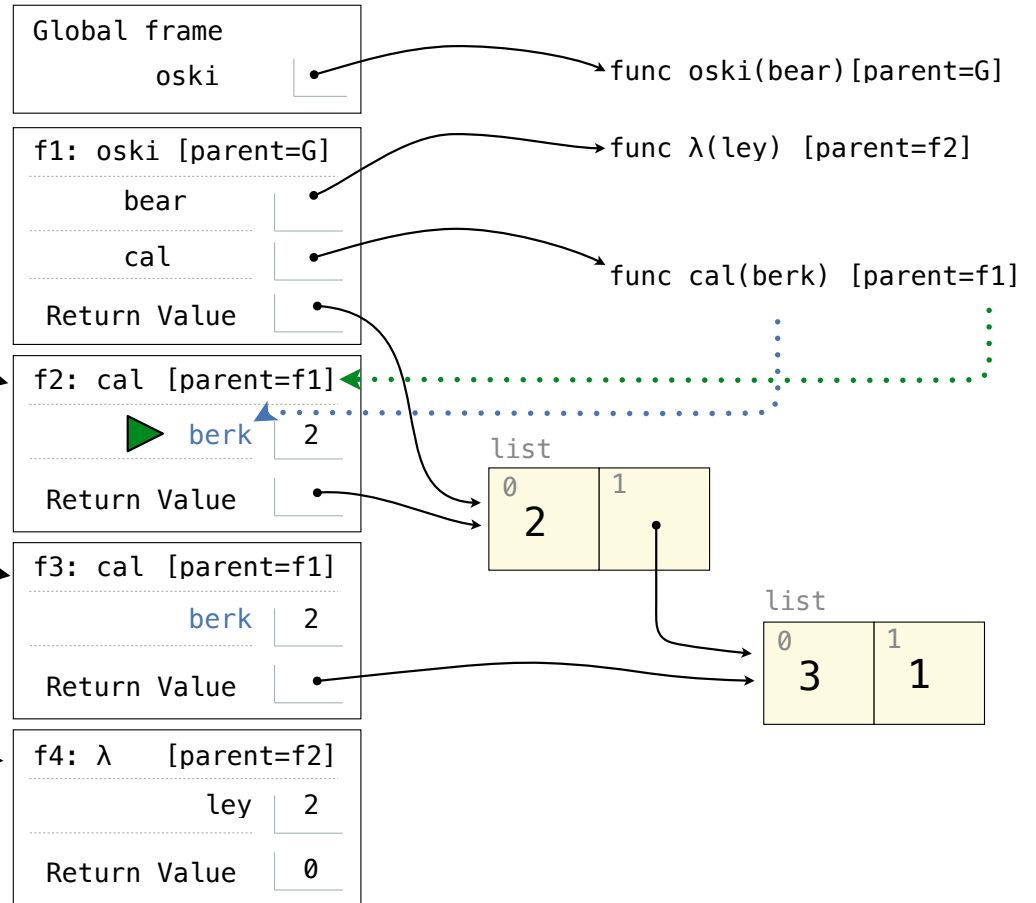 Global frame
oski
func oski(bear)[parent=G]
f1: oski [parent=G]
func λ(ley) [parent=f2]
bear
cal
func cal(berk) [parent=f1]
Return Value
f2: cal [parent=f1]
berk 2
list
0 1
2
Return Value
f3: cal [parent=f1]
berk 2
list
0 1
3 1
Return Value
f4: λ [parent=f2]
ley 2
Return Value 0